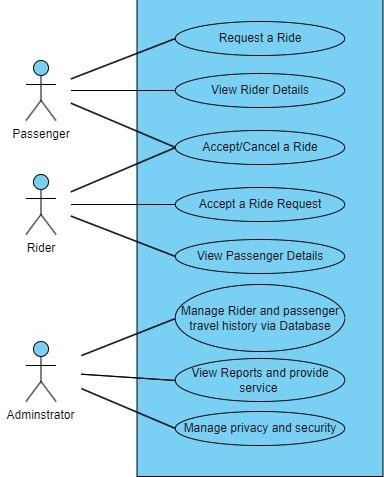 Request a Ride
View Rider Details
Passenger
Accept/Cancel a Ride
Accept a Ride Request
Rider
View Passenger Details
Manage Rider and passenger
travel history via Database
View Reports and provide
service
Adminstrator
Manage privacy and security